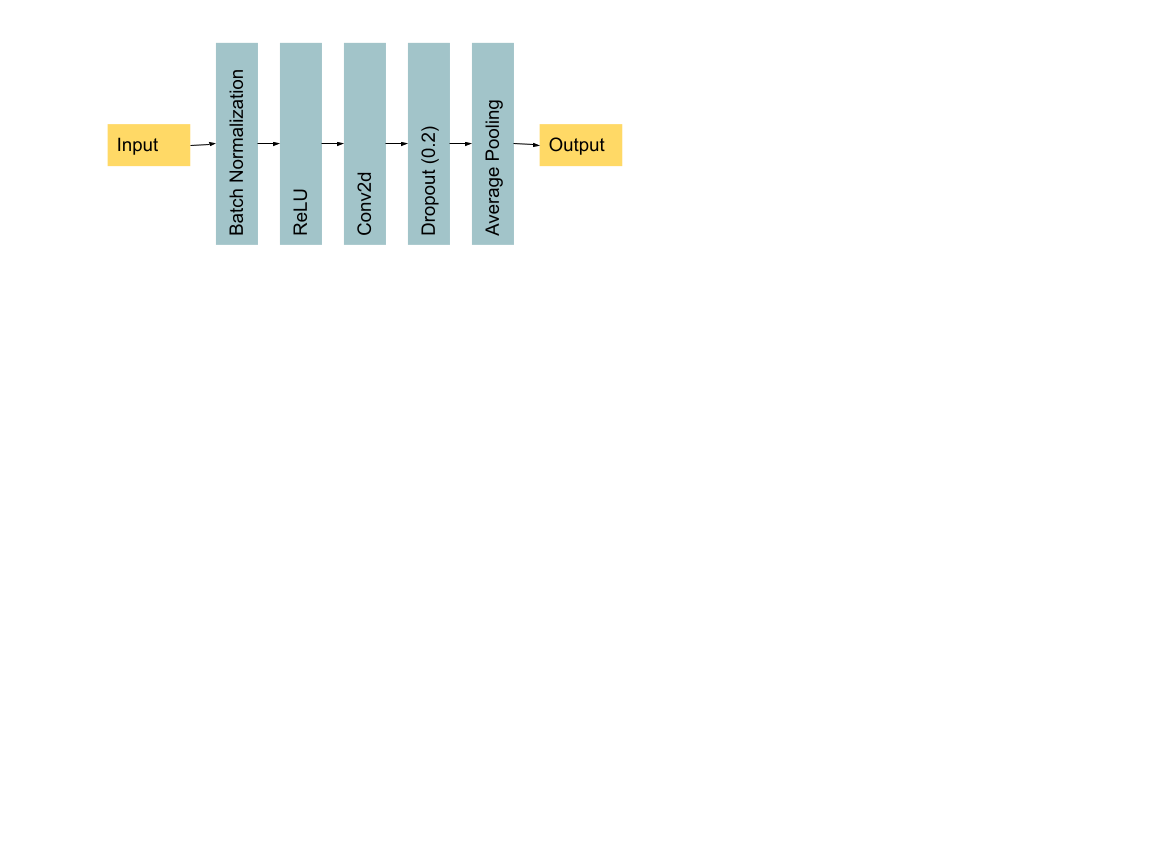 Input
Batch Normalization
ReLU
Conv2d
Dropout (0.2)
Average Pooling
Output